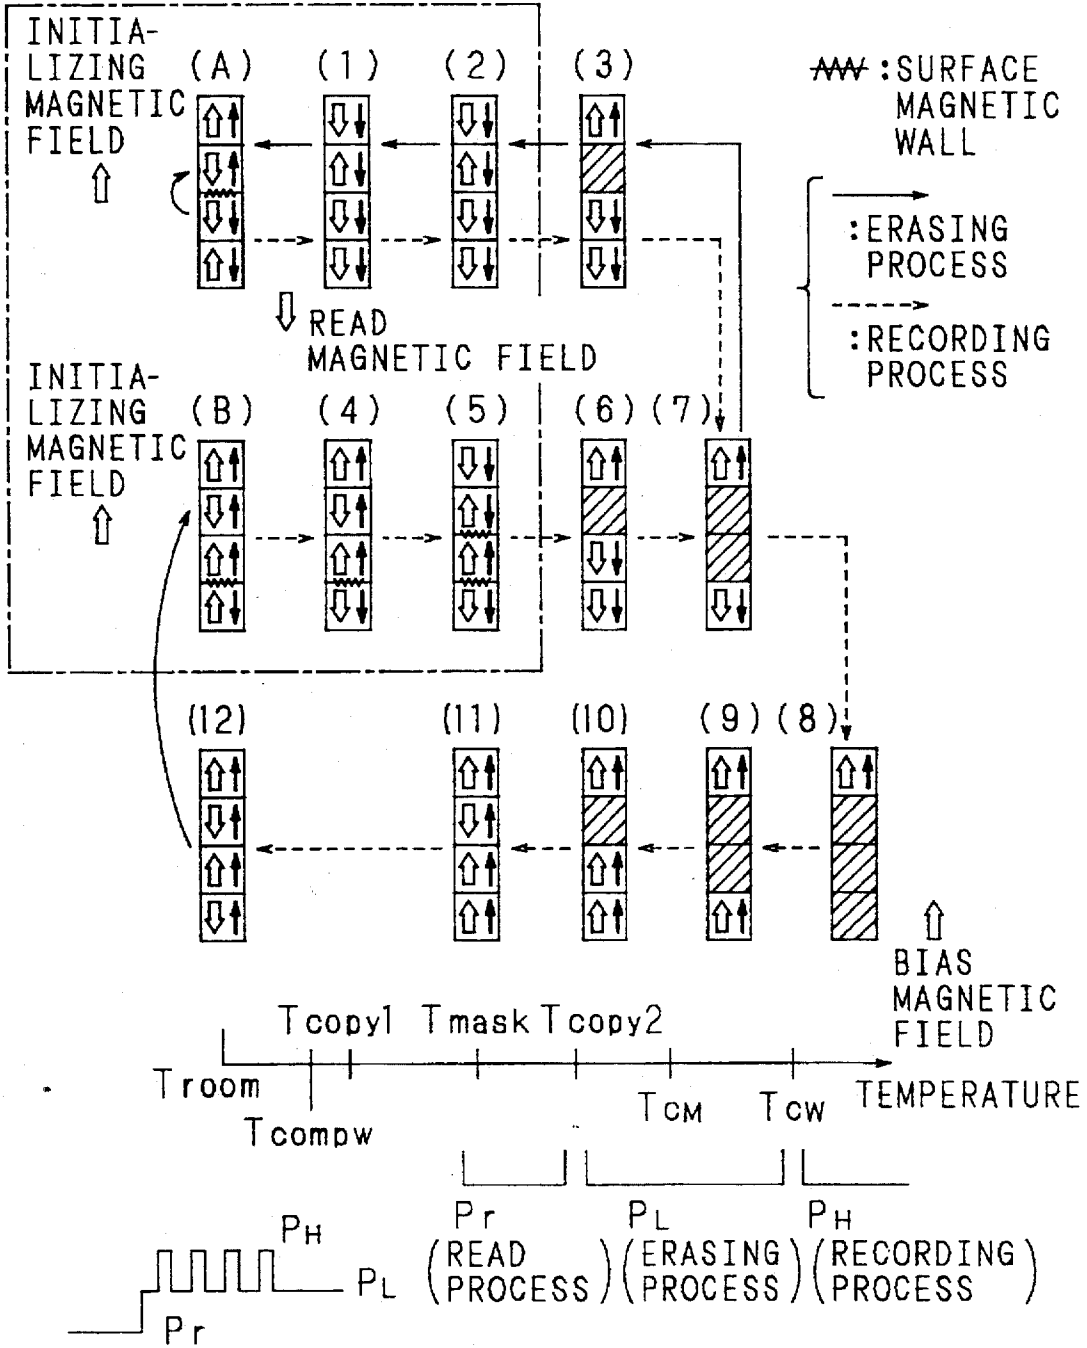 INITIA-
LIZING
MAGNETIC
FIELD
(A) (1) (2) (3)
:SURFACE
MAGNETIC
WALL
:ERASING
PROCESS
:RECORDING
PROCESS
READ
MAGNETIC FIELD
INITIA-
LIZING
MAGNETIC
FIELD
(B) (4) (5) (6) (7)
(12) (11) (10) (9) (8)
BIAS
MAGNETIC
FIELD
Tcopy1 Tmask Tcopy2
Troom
Tcompw
TCM TCW TEMPERATURE
Pr PL PH
(READ PROCESS) (ERASING PROCESS) (RECORDING PROCESS)
PH
PL
Pr